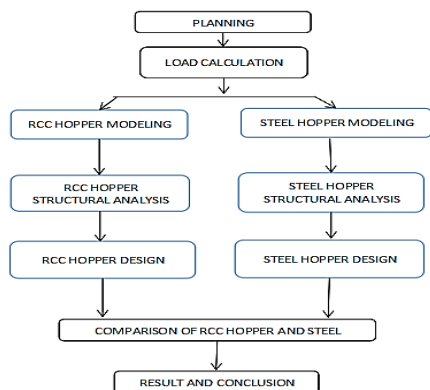 PLANNING
LOAD CALCULATION
RCC HOPPER MODELING
STEEL HOPPER MODELING
RCC HOPPER
STRUCTURAL ANALYSIS
STEEL HOPPER
STRUCTURAL ANALYSIS
RCC HOPPER DESIGN
STEEL HOPPER DESIGN
COMPARISON OF RCC HOPPER AND STEEL
RESULT AND CONCLUSION